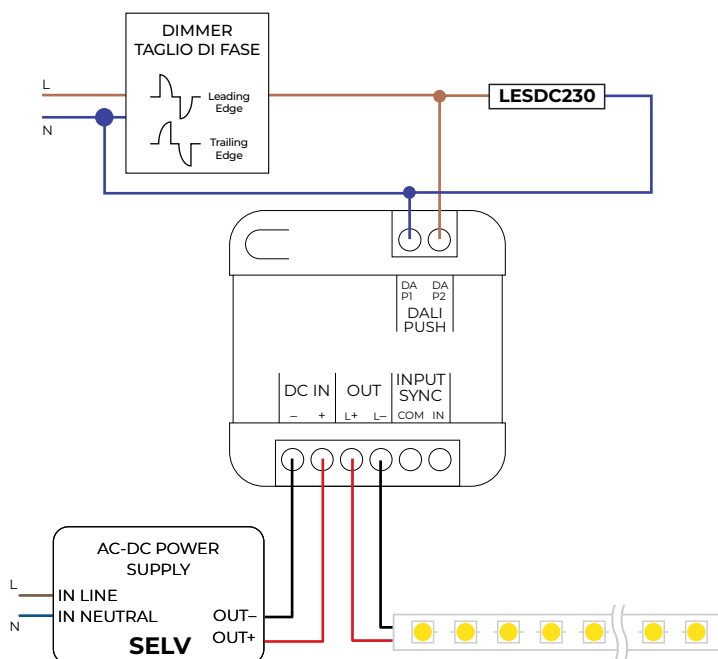 DIMMER
TAGLIO DI FASE
L
Leading
Edge
LESDC230
N
Trailing
Edge
DA DA
P1 P2
DALI
PUSH
DC IN OUT INPUT
SYNC
– + L+ L– COM IN
AC-DC POWER
SUPPLY
L
IN LINE
IN NEUTRAL
N
OUT–
OUT+
SELV